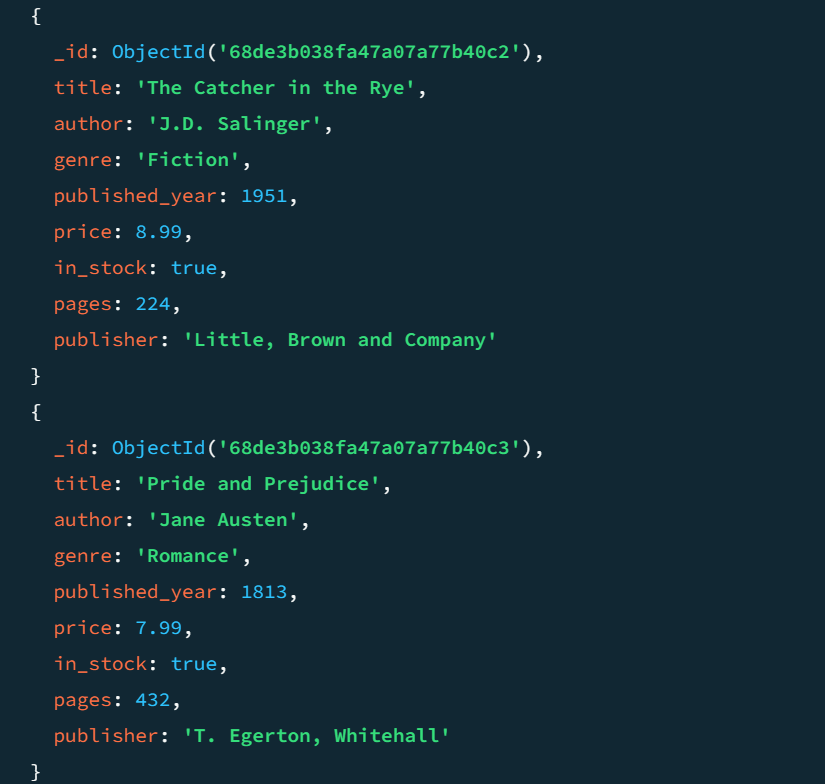 {
_id: ObjectId('68de3b038fa47a07a77b40c2'),
title: 'The Catcher in the Rye',
author: 'J.D. Salinger',
genre: 'Fiction',
published_year: 1951,
price: 8.99,
in_stock: true,
pages: 224,
publisher: 'Little, Brown and Company'
}
{
_id: ObjectId('68de3b038fa47a07a77b40c3'),
title: 'Pride and Prejudice',
author: 'Jane Austen',
genre: 'Romance',
published_year: 1813,
price: 7.99,
in_stock: true,
pages: 432,
publisher: 'T. Egerton, Whitehall'
}